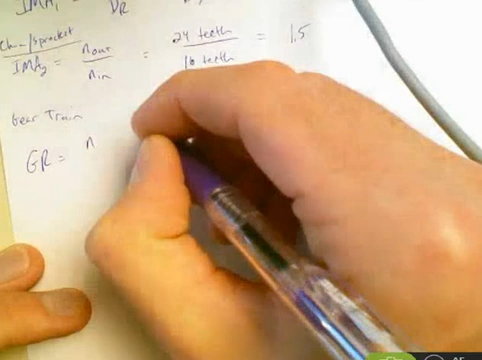 IMA₁ = DR
Chain/sprocket
IMA₂ = nout / nin = 24 teeth / 16 teeth = 1.5
Gear Train
GR = n